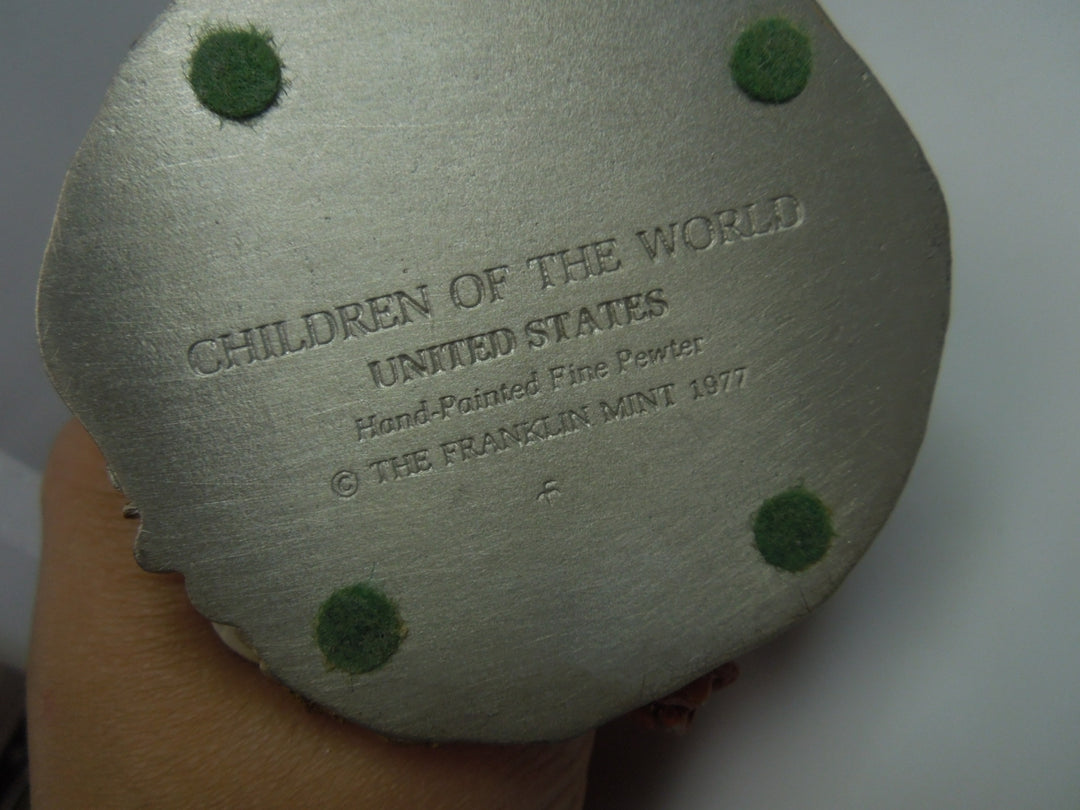 CHILDREN OF THE WORLD
UNITED STATES
Hand-Painted Fine Pewter
© THE FRANKLIN MINT 1977